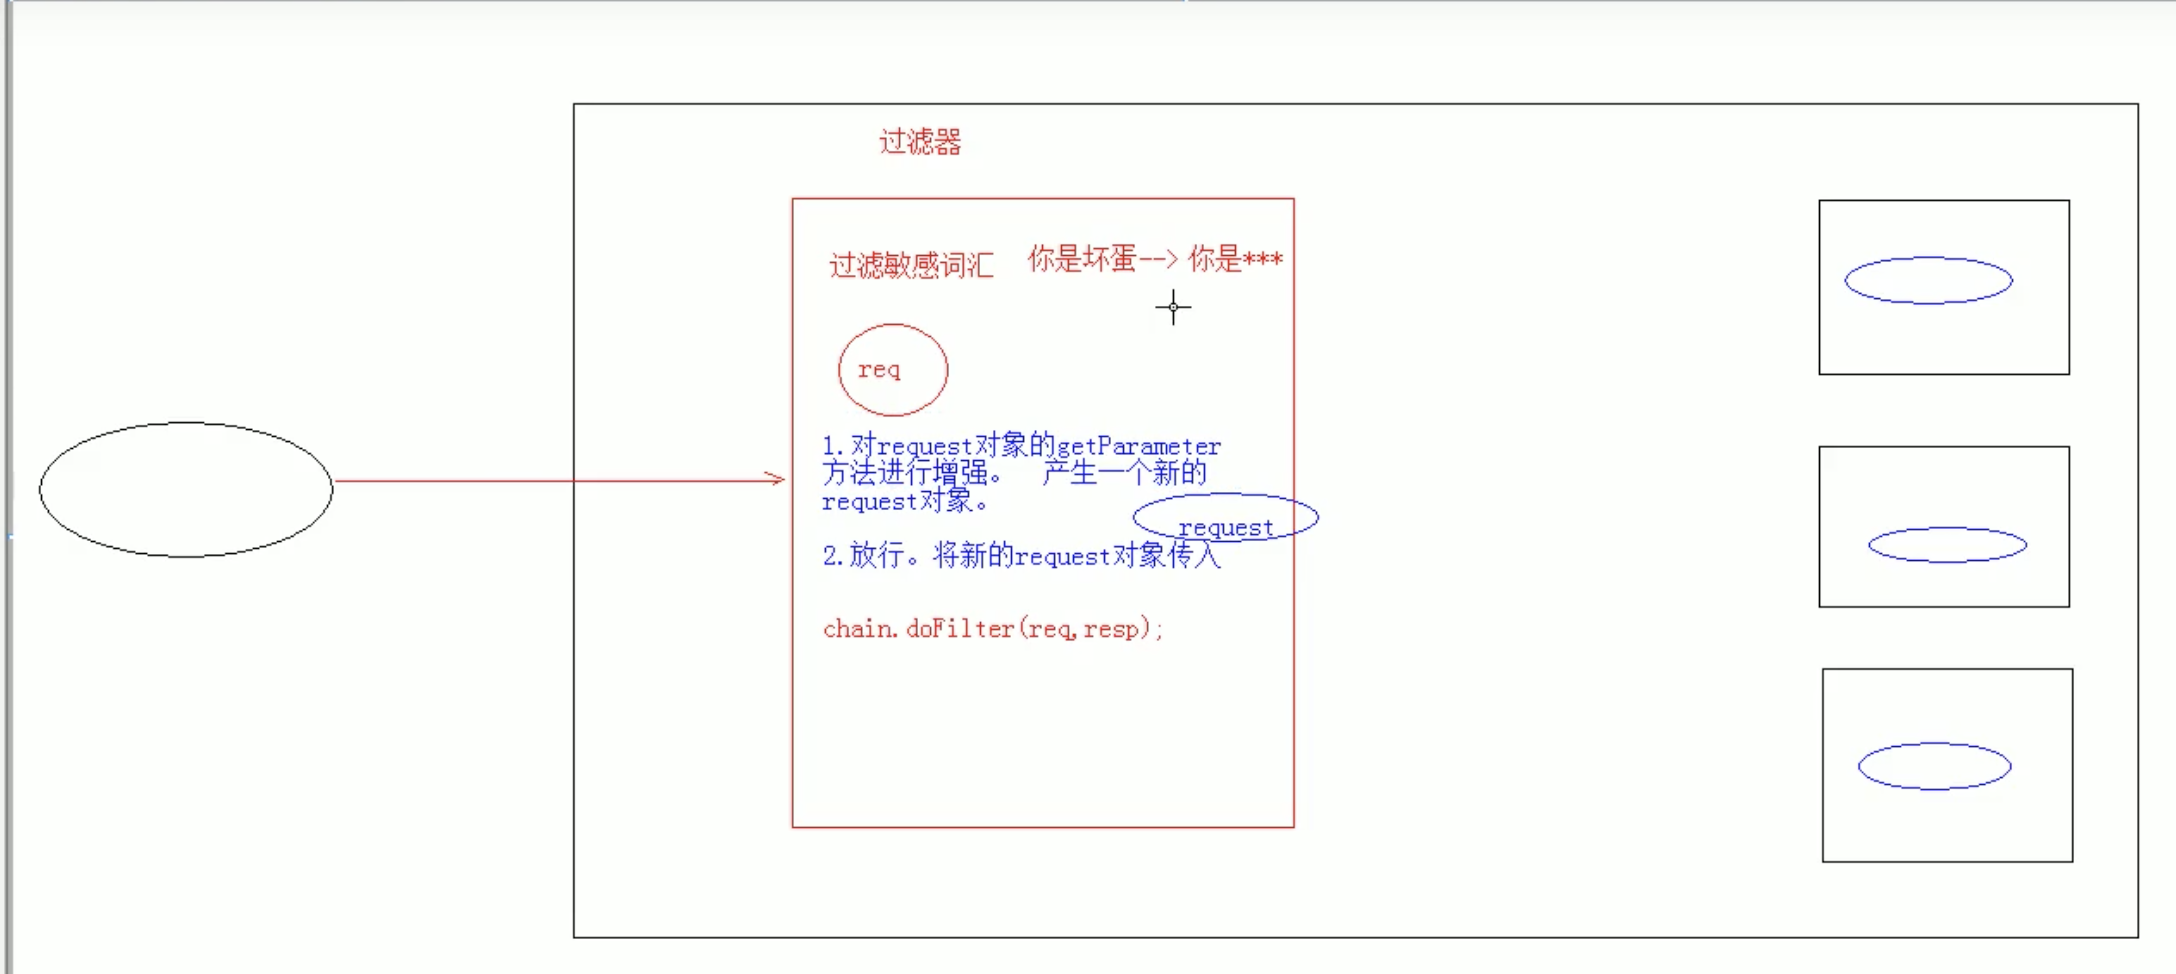 过滤器
过滤敏感词汇 你是坏蛋--> 你是***
req
1.对request对象的getParameter
方法进行增强。 产生一个新的
request对象。
request
2.放行。将新的request对象传入
chain.doFilter(req,resp);